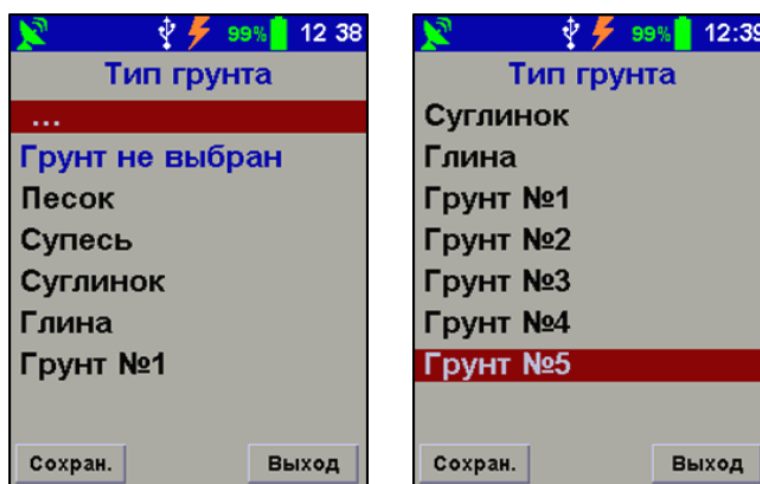 99% 12 38
Тип грунта
...
Грунт не выбран
Песок
Супесь
Суглинок
Глина
Грунт №1
Сохран. Выход
99% 12:39
Тип грунта
Суглинок
Глина
Грунт №1
Грунт №2
Грунт №3
Грунт №4
Грунт №5
Сохран. Выход